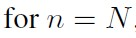 for n = N.